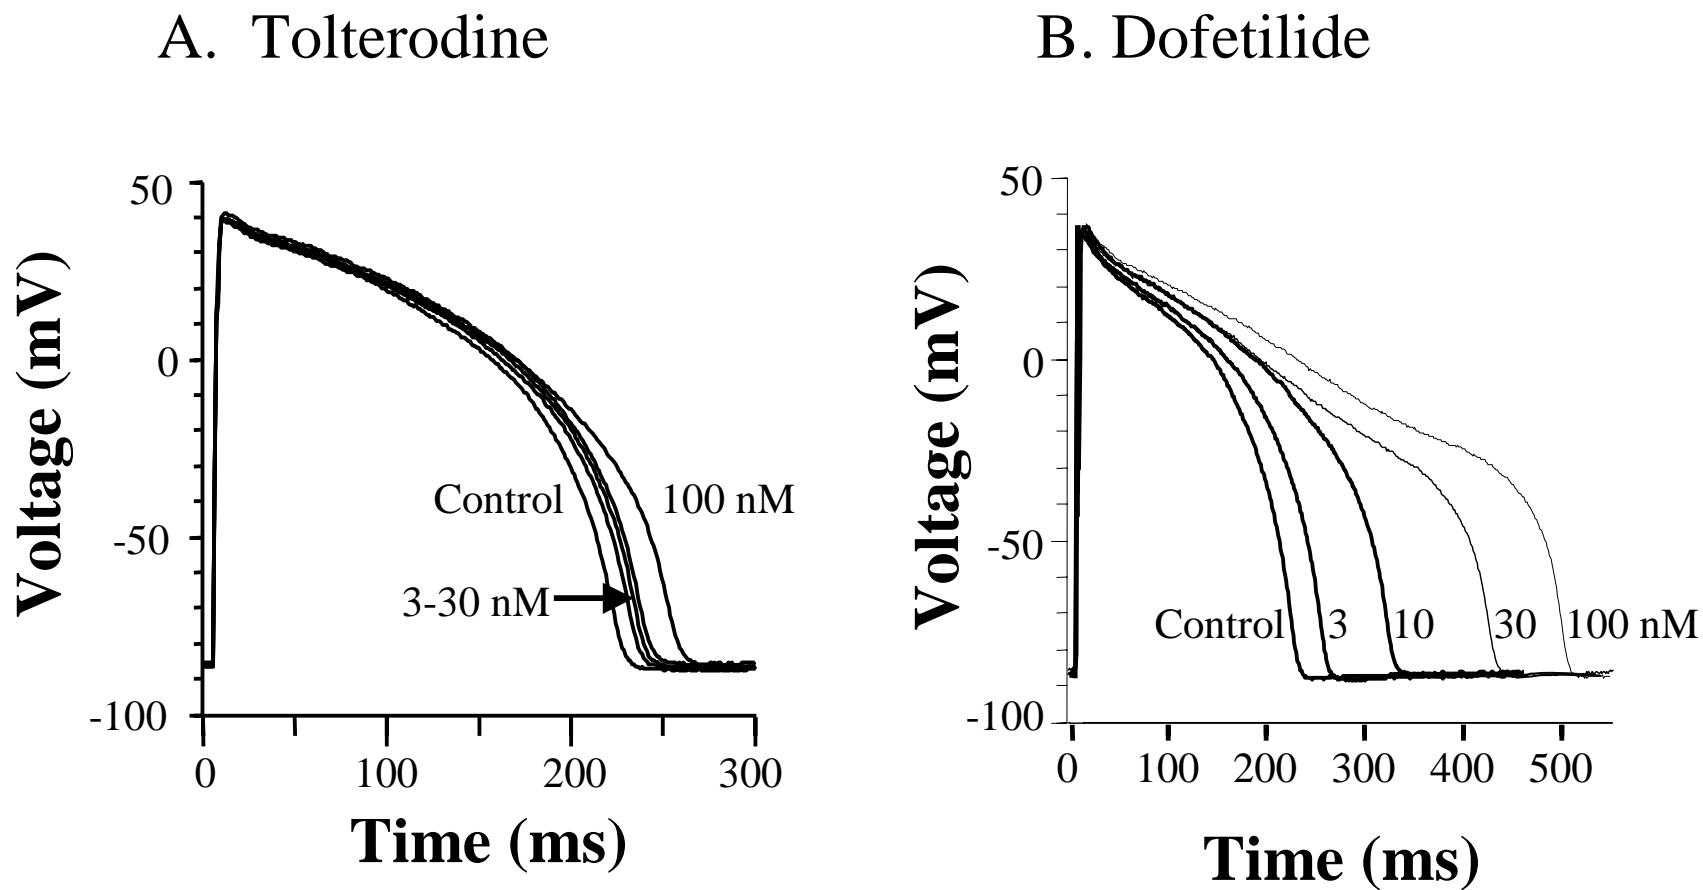 A. Tolterodine
50
0
-50
-100
Voltage (mV)
Control
100 nM
3-30 nM
0 100 200 300
Time (ms)
B. Dofetilide
50
0
-50
-100
Voltage (mV)
Control 3 10 30 100 nM
0 100 200 300 400 500
Time (ms)